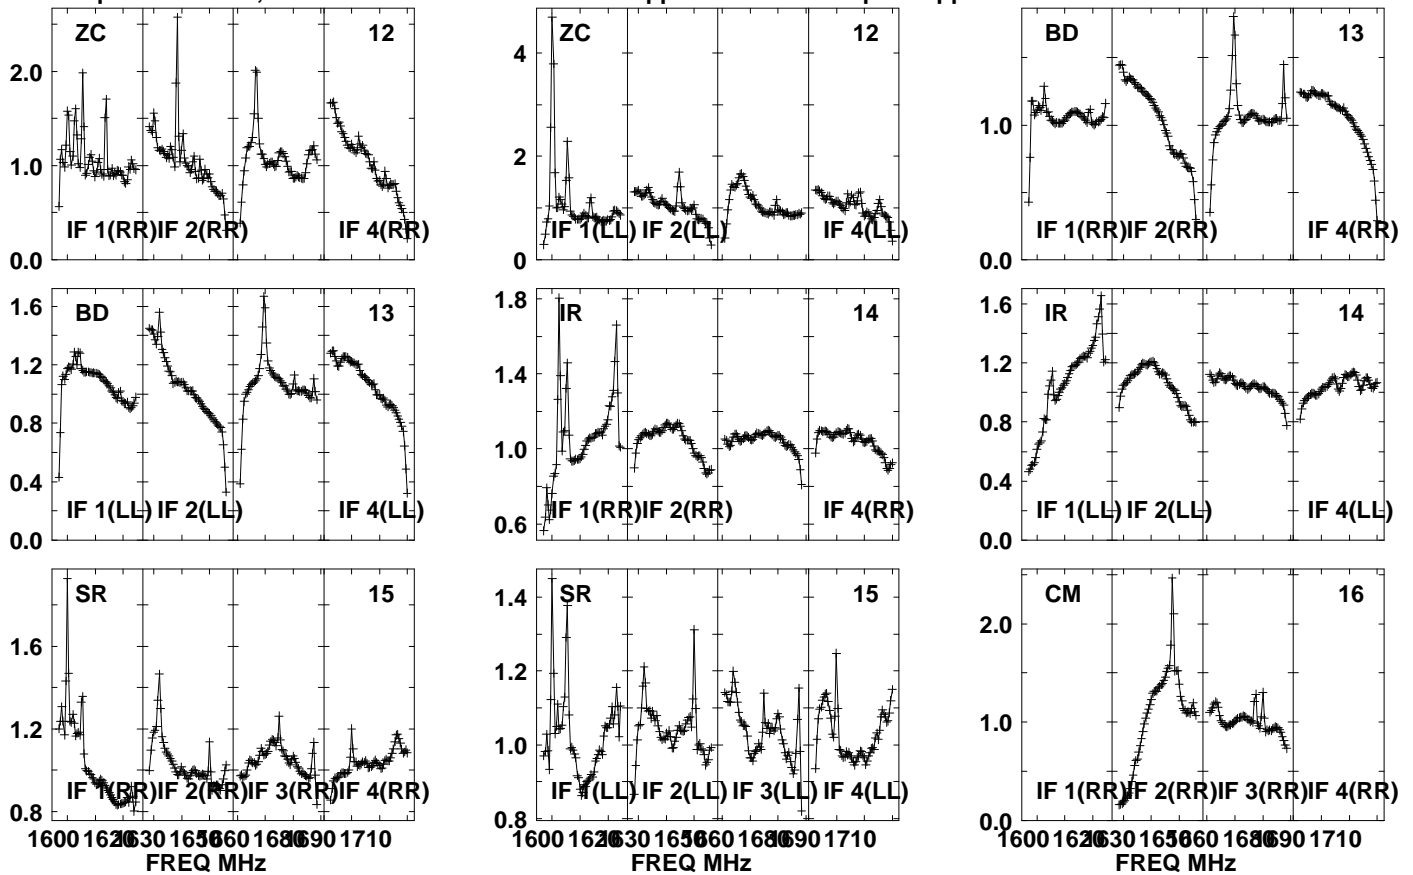 ZC 12 ZC 12 BD 13
2.0 1.0 0.0
4 2 0
1.0 0.0
IF 1(RR) IF 2(RR) IF 4(RR) IF 1(LL) IF 2(LL) IF 4(LL) IF 1(RR) IF 2(RR) IF 4(RR)
BD 13 IR 14 IR 14
1.6 1.2 0.8 0.4 0.0
1.8 1.4 1.0 0.6
1.6 1.2 0.8 0.4 0.0
IF 1(LL) IF 2(LL) IF 4(LL) IF 1(RR) IF 2(RR) IF 4(RR) IF 1(LL) IF 2(LL) IF 4(LL)
SR 15 SR 15 CM 16
1.6 1.2 0.8
1.4 1.2 1.0 0.8
2.0 1.0 0.0
IF 1(RR) IF 2(RR) IF 3(RR) IF 4(RR) IF 1(LL) IF 2(LL) IF 3(LL) IF 4(LL) IF 1(RR) IF 2(RR) IF 3(RR) IF 4(RR)
1600 1620 1630 1650 1660 1680 1690 1710 1600 1620 1630 1650 1660 1680 1690 1710 1600 1620 1630 1650 1660 1680 1690 1710
FREQ MHz FREQ MHz FREQ MHz